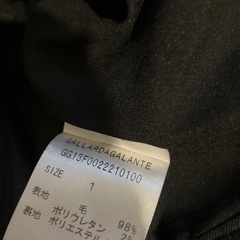 GALLARDAGALANTE
GG13F0022210100
SIZE 1
表地 毛 98%
ポリウレタン 2%
裏地 ポリエステル